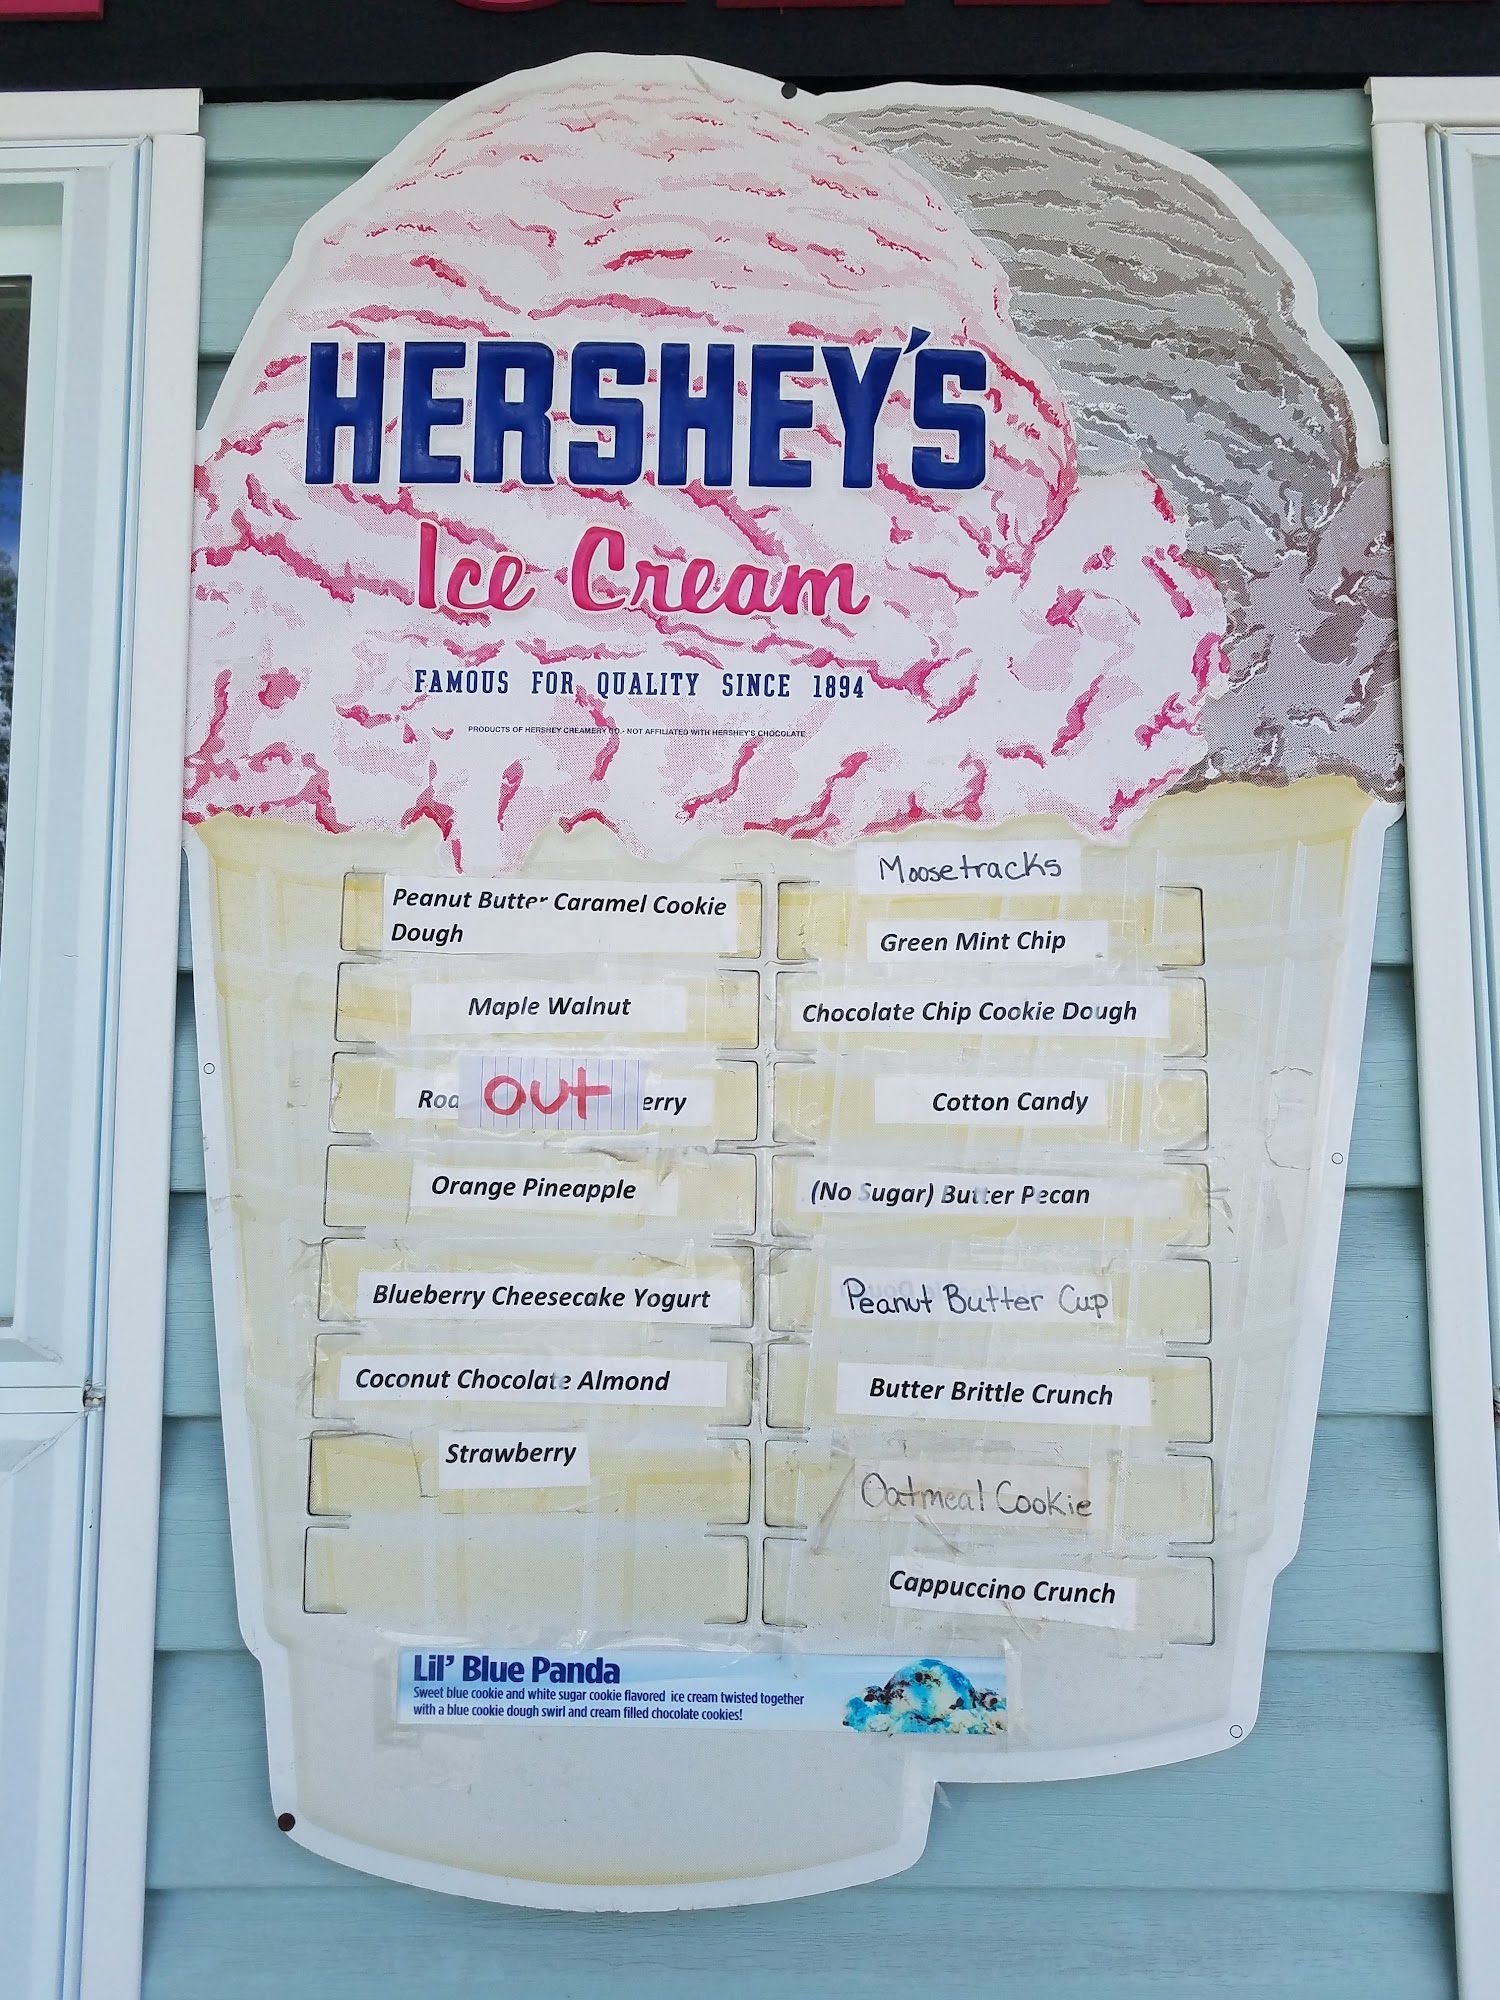 HERSHEY'S
Ice Cream
FAMOUS FOR QUALITY SINCE 1894
PRODUCTS OF HERSHEY CREAMERY CO.- NOT AFFILIATED WITH HERSHEY'S CHOCOLATE
Peanut Butter Caramel Cookie
Dough
Maple Walnut
OUT
Orange Pineapple
Blueberry Cheesecake Yogurt
Coconut Chocolate Almond
Strawberry
Moosetracks
Green Mint Chip
Chocolate Chip Cookie Dough
Cotton Candy
(No Sugar) Butter Pecan
Peanut Butter Cup
Butter Brittle Crunch
Oatmeal Cookie
Cappuccino Crunch
Lil' Blue Panda
Sweet blue cookie and white sugar cookie flavored ice cream twisted together
with a blue cookie dough swirl and cream filled chocolate cookies!